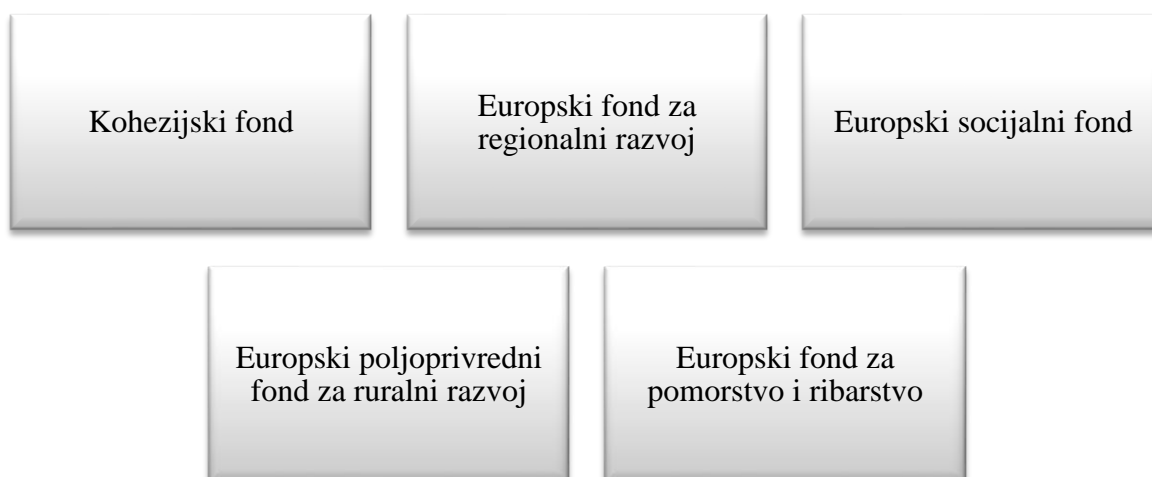 Kohezijski fond
Europski fond za
regionalni razvoj
Europski socijalni fond
Europski poljoprivredni
fond za ruralni razvoj
Europski fond za
pomorstvo i ribarstvo